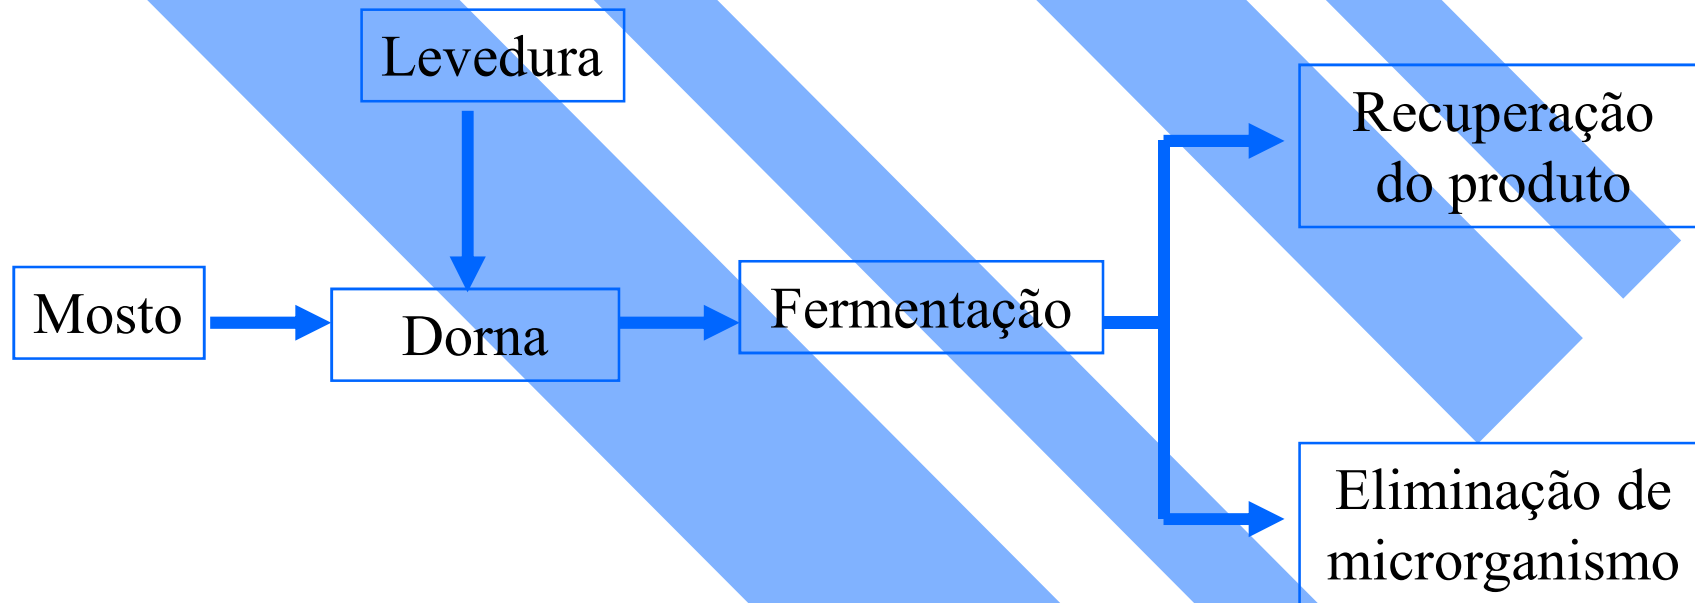 Levedura
Recuperação
do produto
Mosto
Dorna
Fermentação
Eliminação de
microrganismo